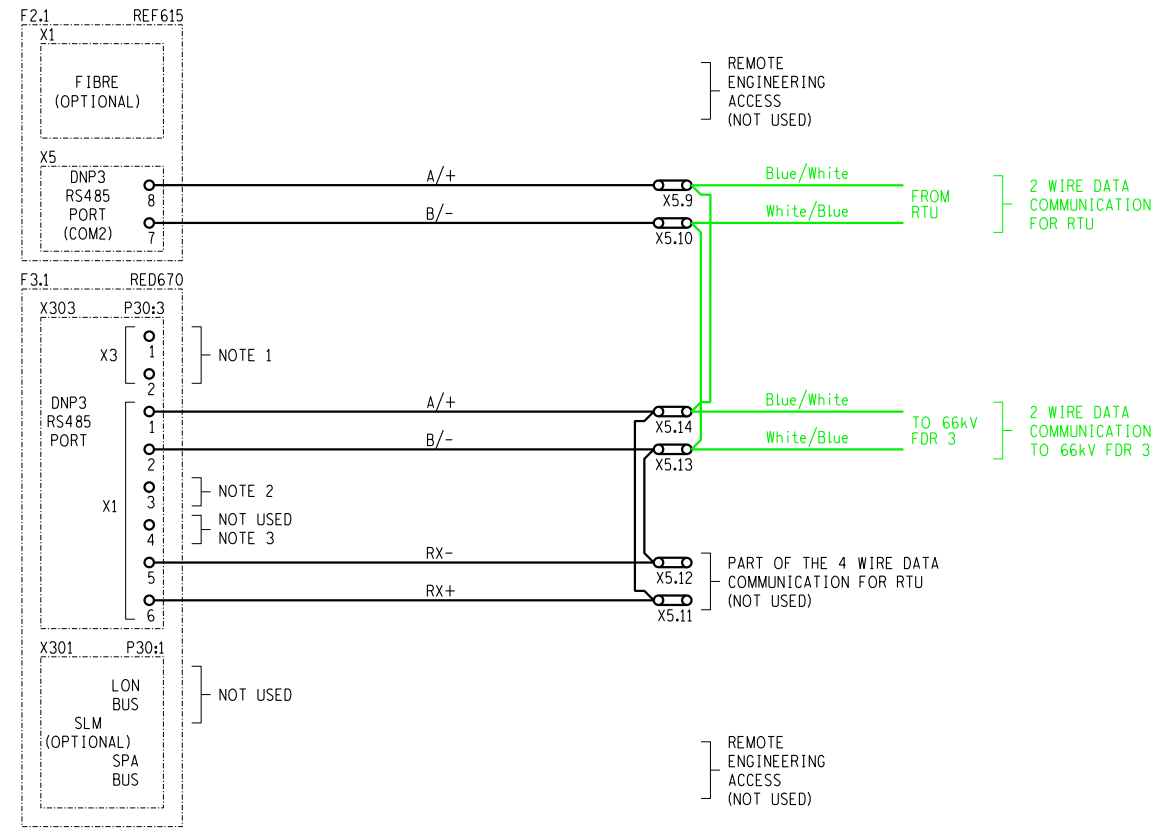 F2.1 REF615
X1
FIBRE
(OPTIONAL)
REMOTE
ENGINEERING
ACCESS
(NOT USED)
X5
DNP3
RS485
PORT
(COM2)
8
7
A/+
B/-
X5.9
X5.10
Blue/White
White/Blue
FROM
RTU
2 WIRE DATA
COMMUNICATION
FOR RTU
F3.1 RED670
X303 P30:3
X3
1
2
NOTE 1
DNP3
RS485
PORT
X1
1
2
3
4
5
6
A/+
B/-
NOTE 2
NOT USED
NOTE 3
RX-
RX+
X5.14
X5.13
X5.12
X5.11
Blue/White
White/Blue
TO 66kV
FDR 3
2 WIRE DATA
COMMUNICATION
TO 66kV FDR 3
PART OF THE 4 WIRE DATA
COMMUNICATION FOR RTU
(NOT USED)
X301 P30:1
LON
BUS
SLM
(OPTIONAL)
SPA
BUS
NOT USED
REMOTE
ENGINEERING
ACCESS
(NOT USED)